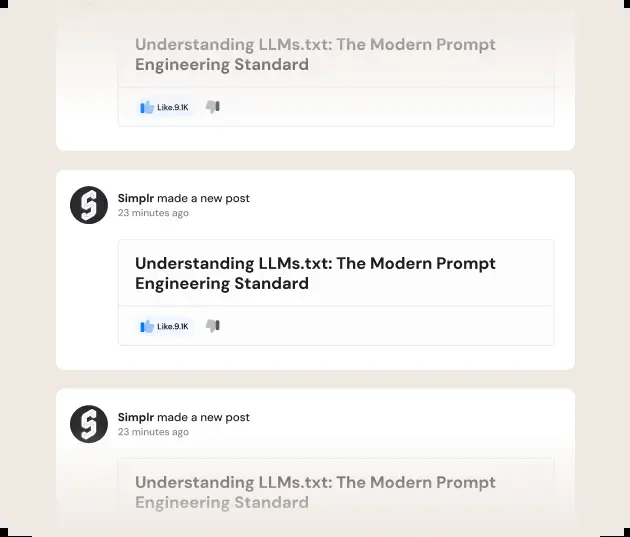 Understanding LLMs.txt: The Modern Prompt
Engineering Standard
Like.9.1K
Simplr made a new post
23 minutes ago
Understanding LLMs.txt: The Modern Prompt
Engineering Standard
Like.9.1K
Simplr made a new post
23 minutes ago
Understanding LLMs.txt: The Modern Prompt
Engineering Standard